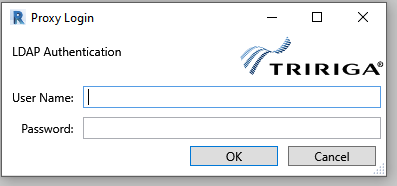 R Proxy Login
LDAP Authentication
TRIRIGA®
User Name:
Password:
OK Cancel